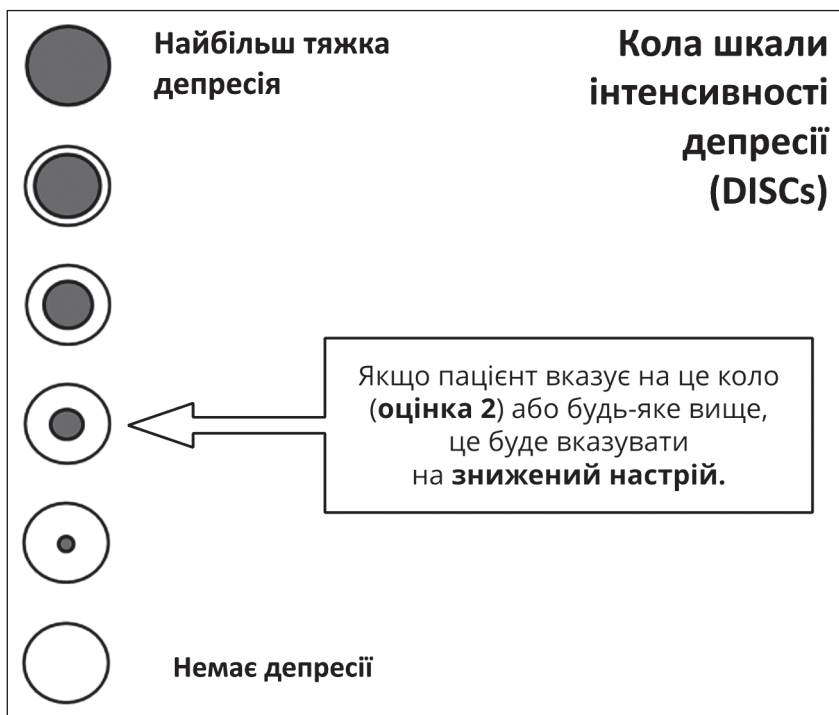 Найбільш тяжка
депресія
Кола шкали
інтенсивності
депресії
(DISCs)
Якщо пацієнт вказує на це коло
(оцінка 2) або будь-яке вище,
це буде вказувати
на знижений настрій.
Немає депресії